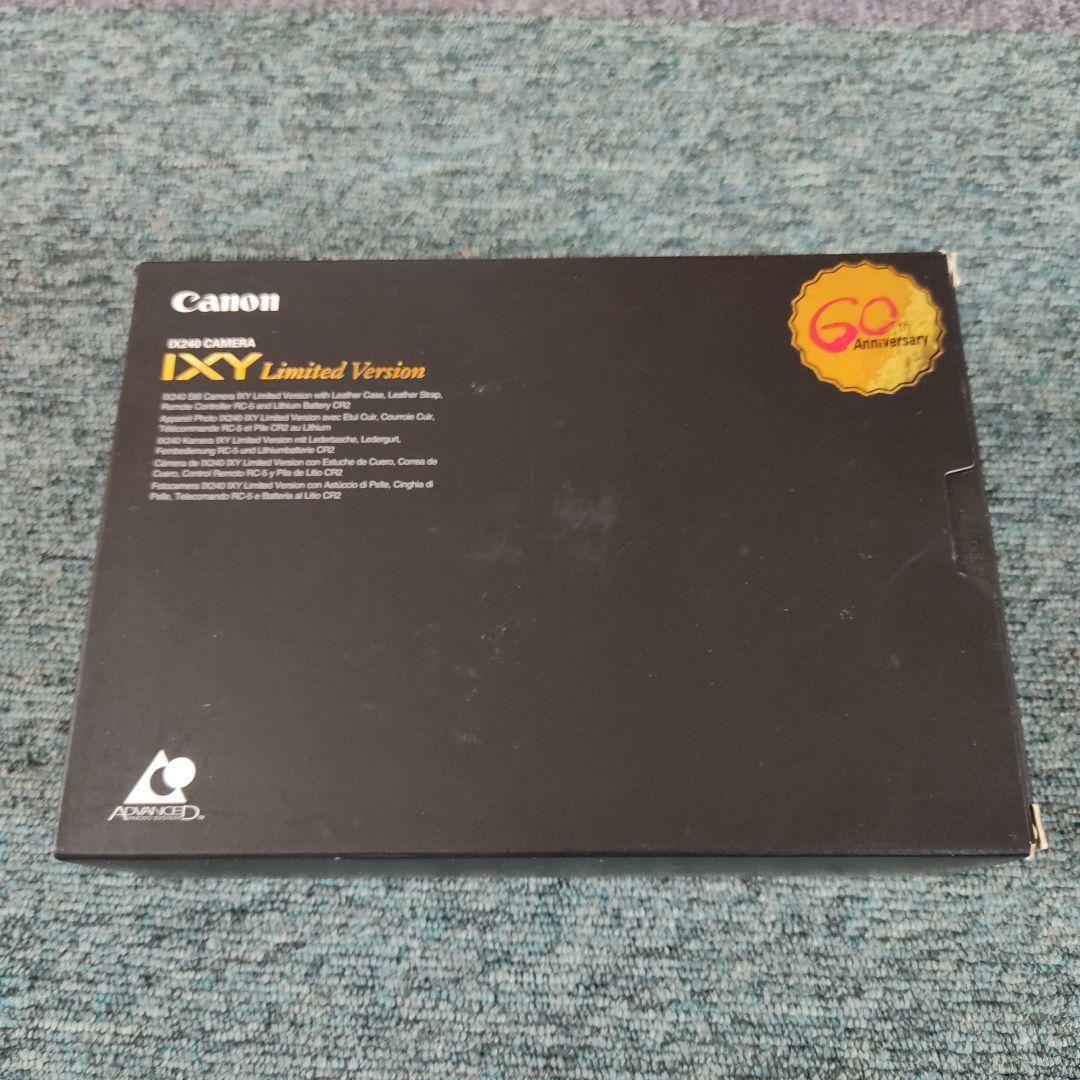 Canon
60th
Anniversary
IX240 CAMERA
IXY Limited Version
IX240 Still Camera IXY Limited Version with Leather Case, Leather Strap,
Remote Controller RC-5 and Lithium Battery CR2
Appareil Photo IX240 IXY Limited Version avec Etui Cuir, Courroie Cuir,
Télécommande RC-5 et Pile CR2 au Lithium
IX240 Kamera IXY Limited Version mit Ledertasche, Ledergurt,
Fernbedienung RC-5 und Lithiumbatterie CR2
Cámara de IX240 IXY Limited Version con Estuche de Cuero, Correa de
Cuero, Control Remoto RC-5 y Pila de Litio CR2
Fotocamera IX240 IXY Limited Version con Astúccio di Pelle, Cinghia di
Pelle, Telecomando RC-5 e Batteria al Litio CR2
ADVANCED
PHOTO SYSTEM
TM